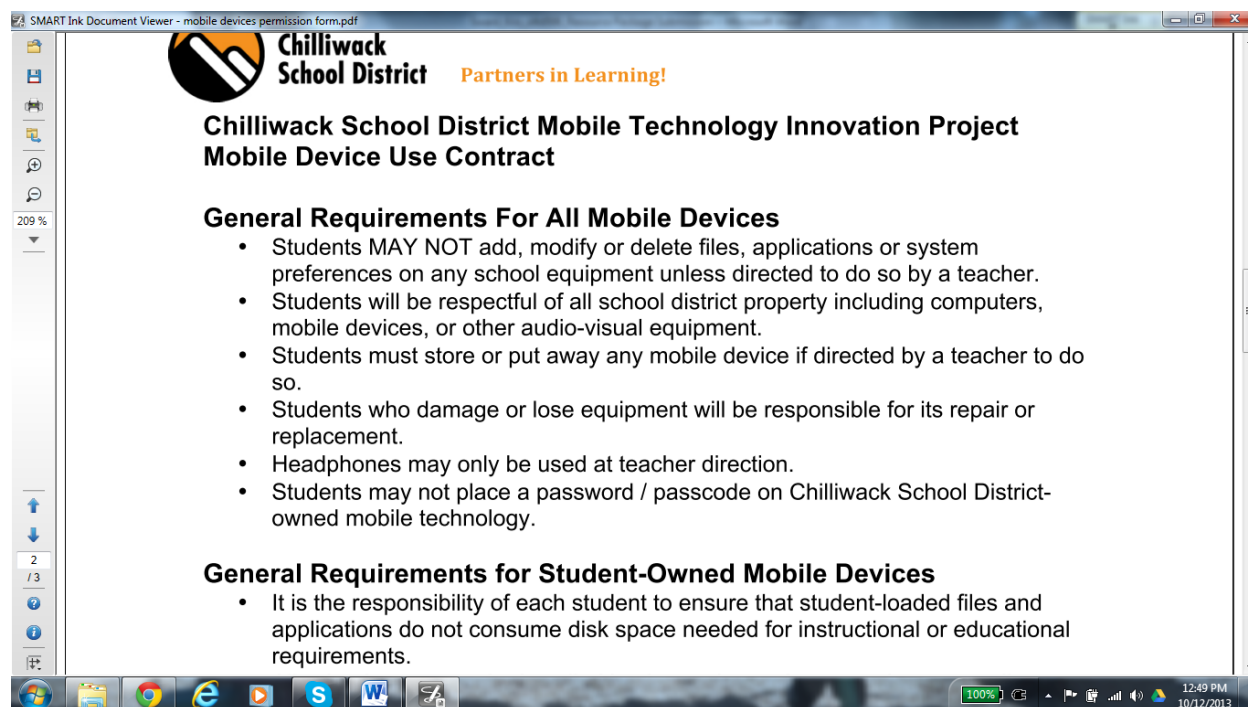 SMART Ink Document Viewer - mobile devices permission form.pdf
Chilliwack
School District
Partners in Learning!
Chilliwack School District Mobile Technology Innovation Project
Mobile Device Use Contract
209 %
General Requirements For All Mobile Devices
• Students MAY NOT add, modify or delete files, applications or system
preferences on any school equipment unless directed to do so by a teacher.
• Students will be respectful of all school district property including computers,
mobile devices, or other audio-visual equipment.
• Students must store or put away any mobile device if directed by a teacher to do
so.
• Students who damage or lose equipment will be responsible for its repair or
replacement.
• Headphones may only be used at teacher direction.
• Students may not place a password / passcode on Chilliwack School District-
owned mobile technology.
2
/ 3
General Requirements for Student-Owned Mobile Devices
• It is the responsibility of each student to ensure that student-loaded files and
applications do not consume disk space needed for instructional or educational
requirements.
100%
12:49 PM
10/12/2013